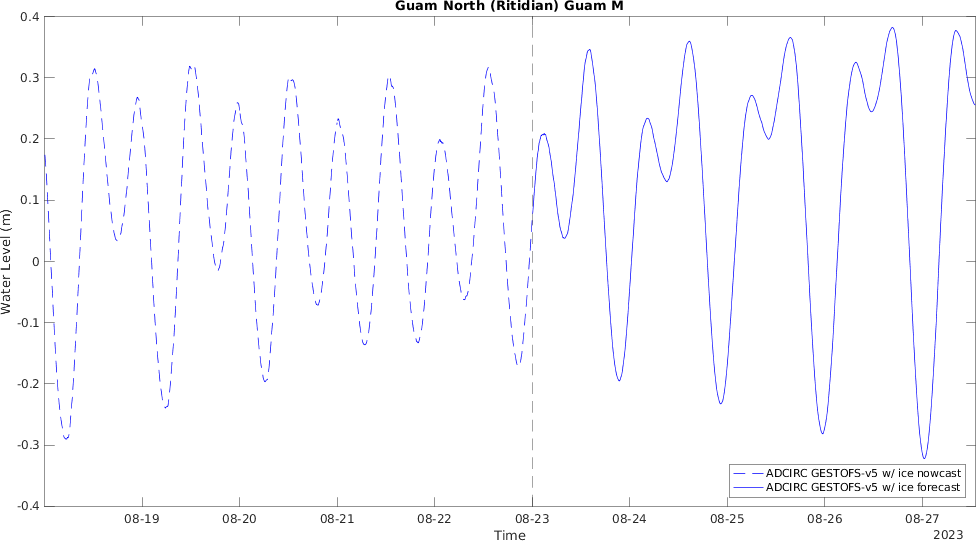 Guam North (Ritidian) Guam M
Water Level (m)
0.4
0.3
0.2
0.1
0
-0.1
-0.2
-0.3
-0.4
ADCIRC GESTOFS-v5 w/ ice nowcast
ADCIRC GESTOFS-v5 w/ ice forecast
08-19 08-20 08-21 08-22 08-23 08-24 08-25 08-26 08-27
Time
2023